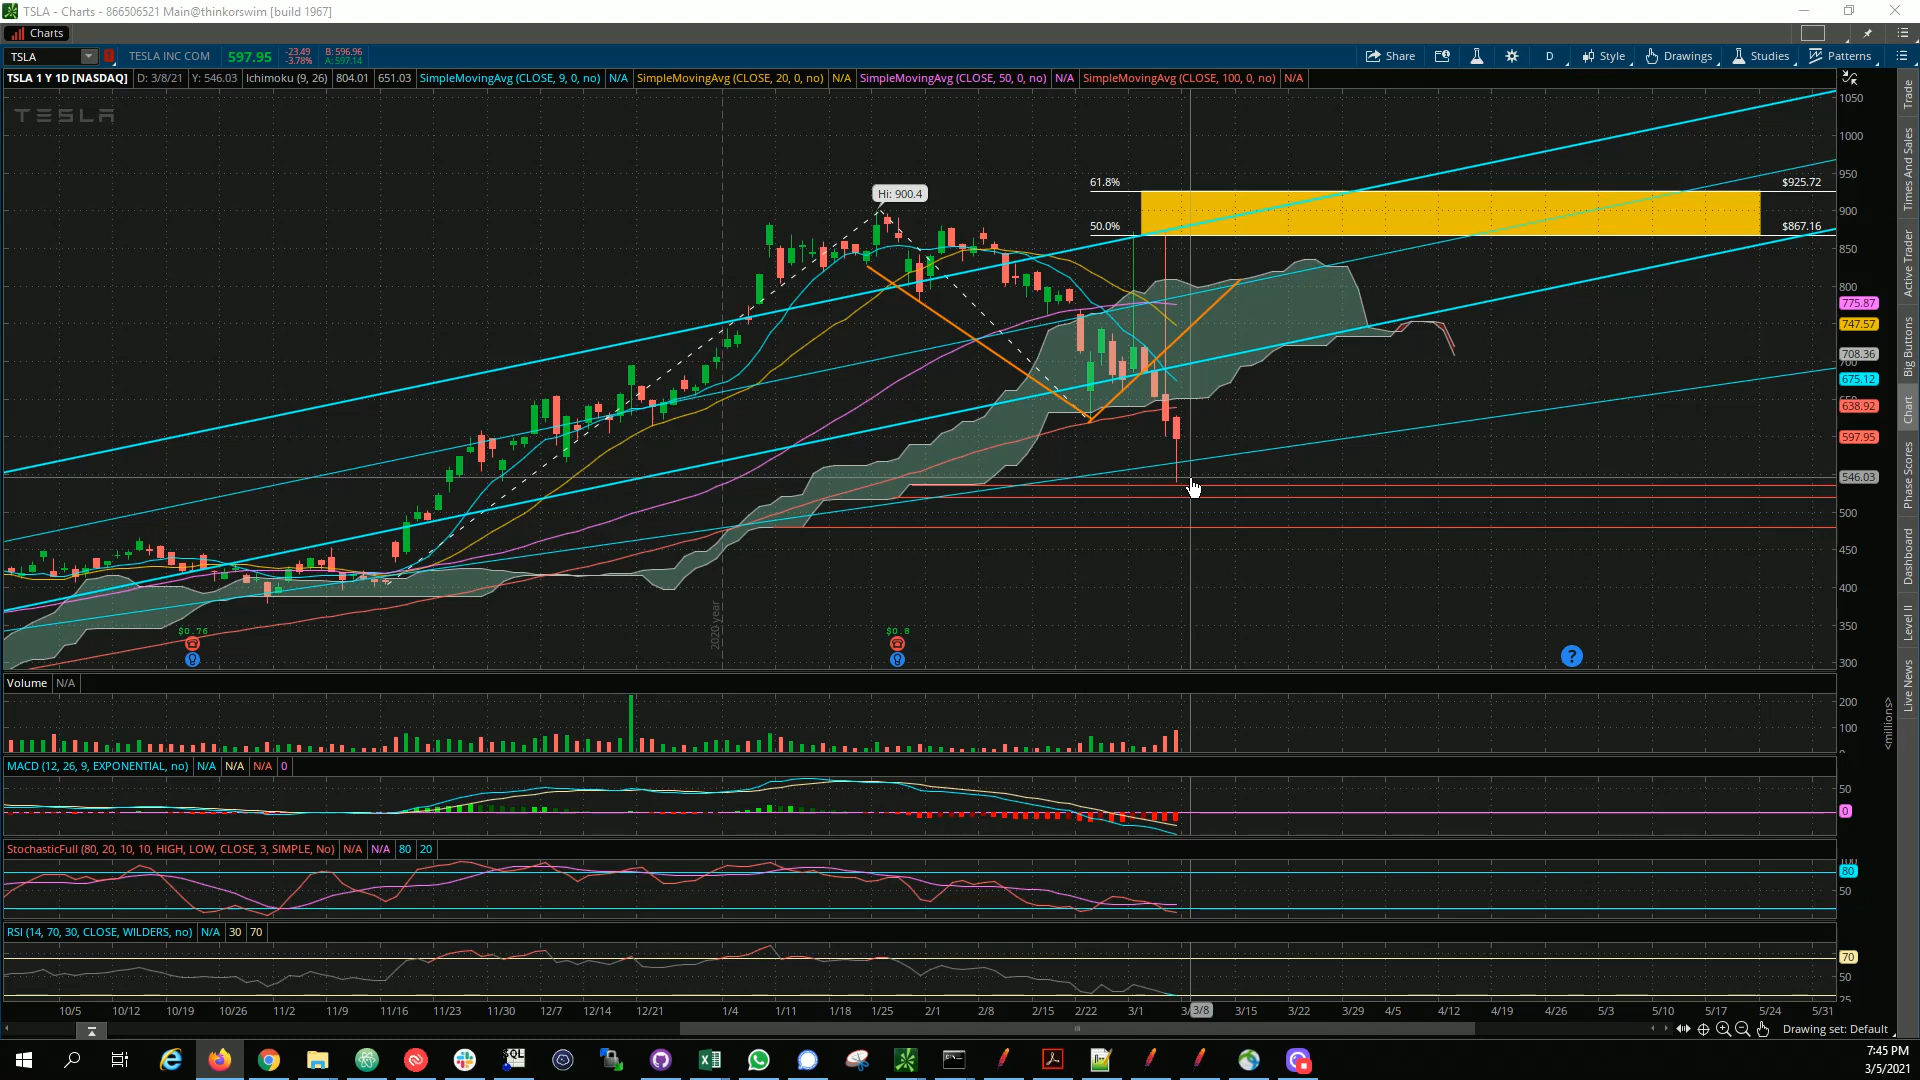 TSLA - Charts - 866506521 Main@thinkorswim [build 1967]
Charts
TSLA
1
TESLA INC COM
597.95
-23.49
-3.78%
B: 596.96
A: 597.14
Share
D
Style
Drawings
Studies
Patterns
TSLA 1 Y 1D [NASDAQ]
D: 3/8/21
Y: 546.03
Ichimoku (9, 26)
804.01
651.03
SimpleMovingAvg (CLOSE, 9, 0, no)
N/A
SimpleMovingAvg (CLOSE, 20, 0, no)
N/A
SimpleMovingAvg (CLOSE, 50, 0, no)
N/A
SimpleMovingAvg (CLOSE, 100, 0, no)
N/A
TESLA
1050
1000
950
900
850
800
775.87
747.57
708.36
700
675.12
638.92
597.95
546.03
500
450
400
350
300
61.8%
$925.72
50.0%
$867.16
Hi: 900.4
2020 year
$0.76
$0.8
?
Volume
N/A
200
100
<millions>
MACD (12, 26, 9, EXPONENTIAL, no)
N/A
N/A
N/A
0
50
0
StochasticFull (80, 20, 10, 10, HIGH, LOW, CLOSE, 3, SIMPLE, No)
N/A
N/A
80
20
80
50
RSI (14, 70, 30, CLOSE, WILDERS, no)
N/A
30
70
70
50
25
10/5 10/12 10/19 10/26 11/2 11/9 11/16 11/23 11/30 12/7 12/14 12/21 1/4 1/11 1/18 1/25 2/1 2/8 2/15 2/22 3/1 3/8 3/15 3/22 3/29 4/5 4/12 4/19 4/26 5/3 5/10 5/17 5/24 5/31
Drawing set: Default
Trade
Times And Sales
Active Trader
Big Buttons
Chart
Phase Scores
Dashboard
Level II
Live News
SQL
7:45 PM
3/5/2021